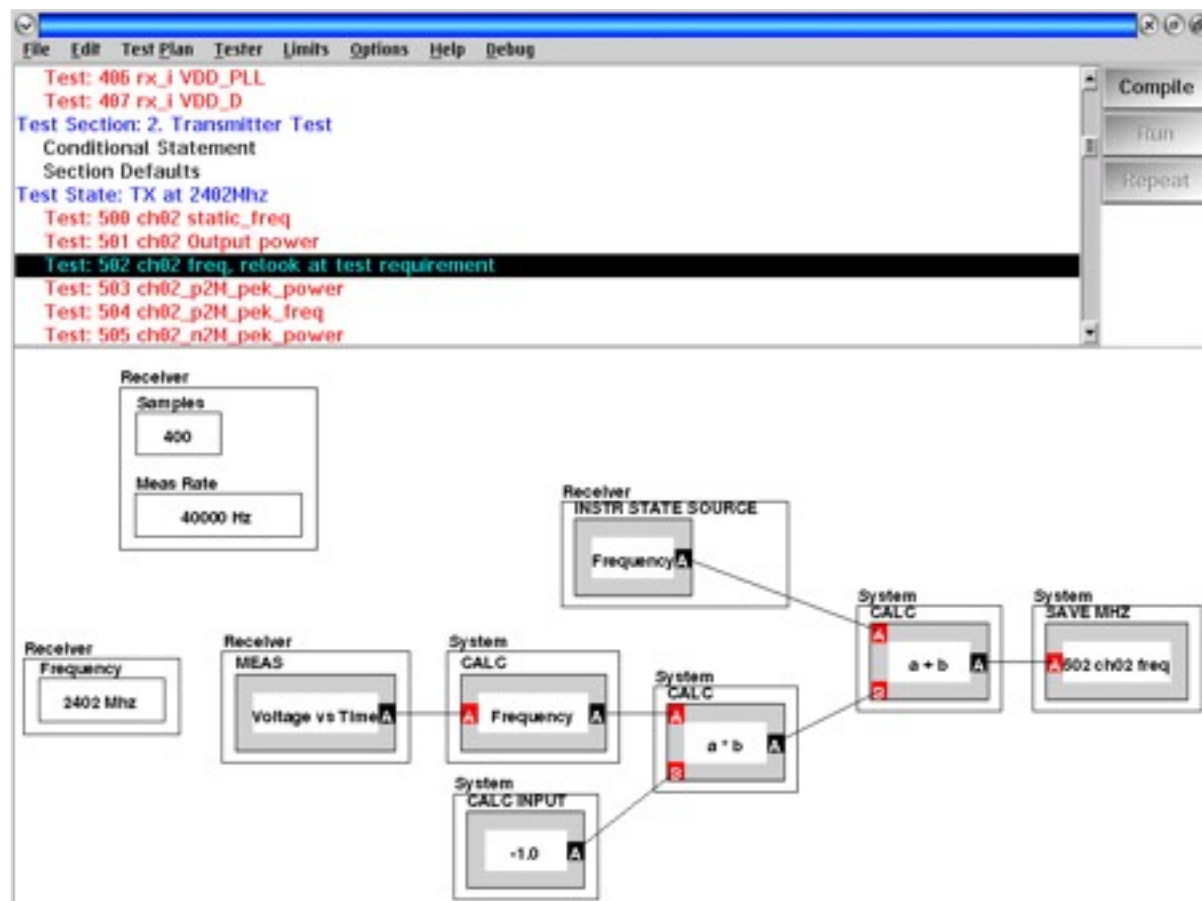 File Edit Test Plan Tester Limits Options Help Debug
Test: 406 rx_i VDD_PLL
Test: 407 rx_i VDD_D
Test Section: 2. Transmitter Test
Conditional Statement
Section Defaults
Test State: TX at 2402Mhz
Test: 500 ch02 static_freq
Test: 501 ch02 Output power
Test: 502 ch02 freq, relook at test requirement
Test: 503 ch02_p2M_pek_power
Test: 504 ch02_p2M_pek_freq
Test: 505 ch02_n2M_pek_power
Compile
Run
Repeat
Receiver
Samples
400
Meas Rate
40000 Hz
Receiver
INSTR STATE SOURCE
Frequency A
System
CALC
A
a + b A
B
System
SAVE MHZ
A 502 ch02 freq
Receiver
Frequency
2402 Mhz
Receiver
MEAS
Voltage vs Time A
System
CALC
A Frequency A
System
CALC
A
a * b A
B
System
CALC INPUT
-1.0 A